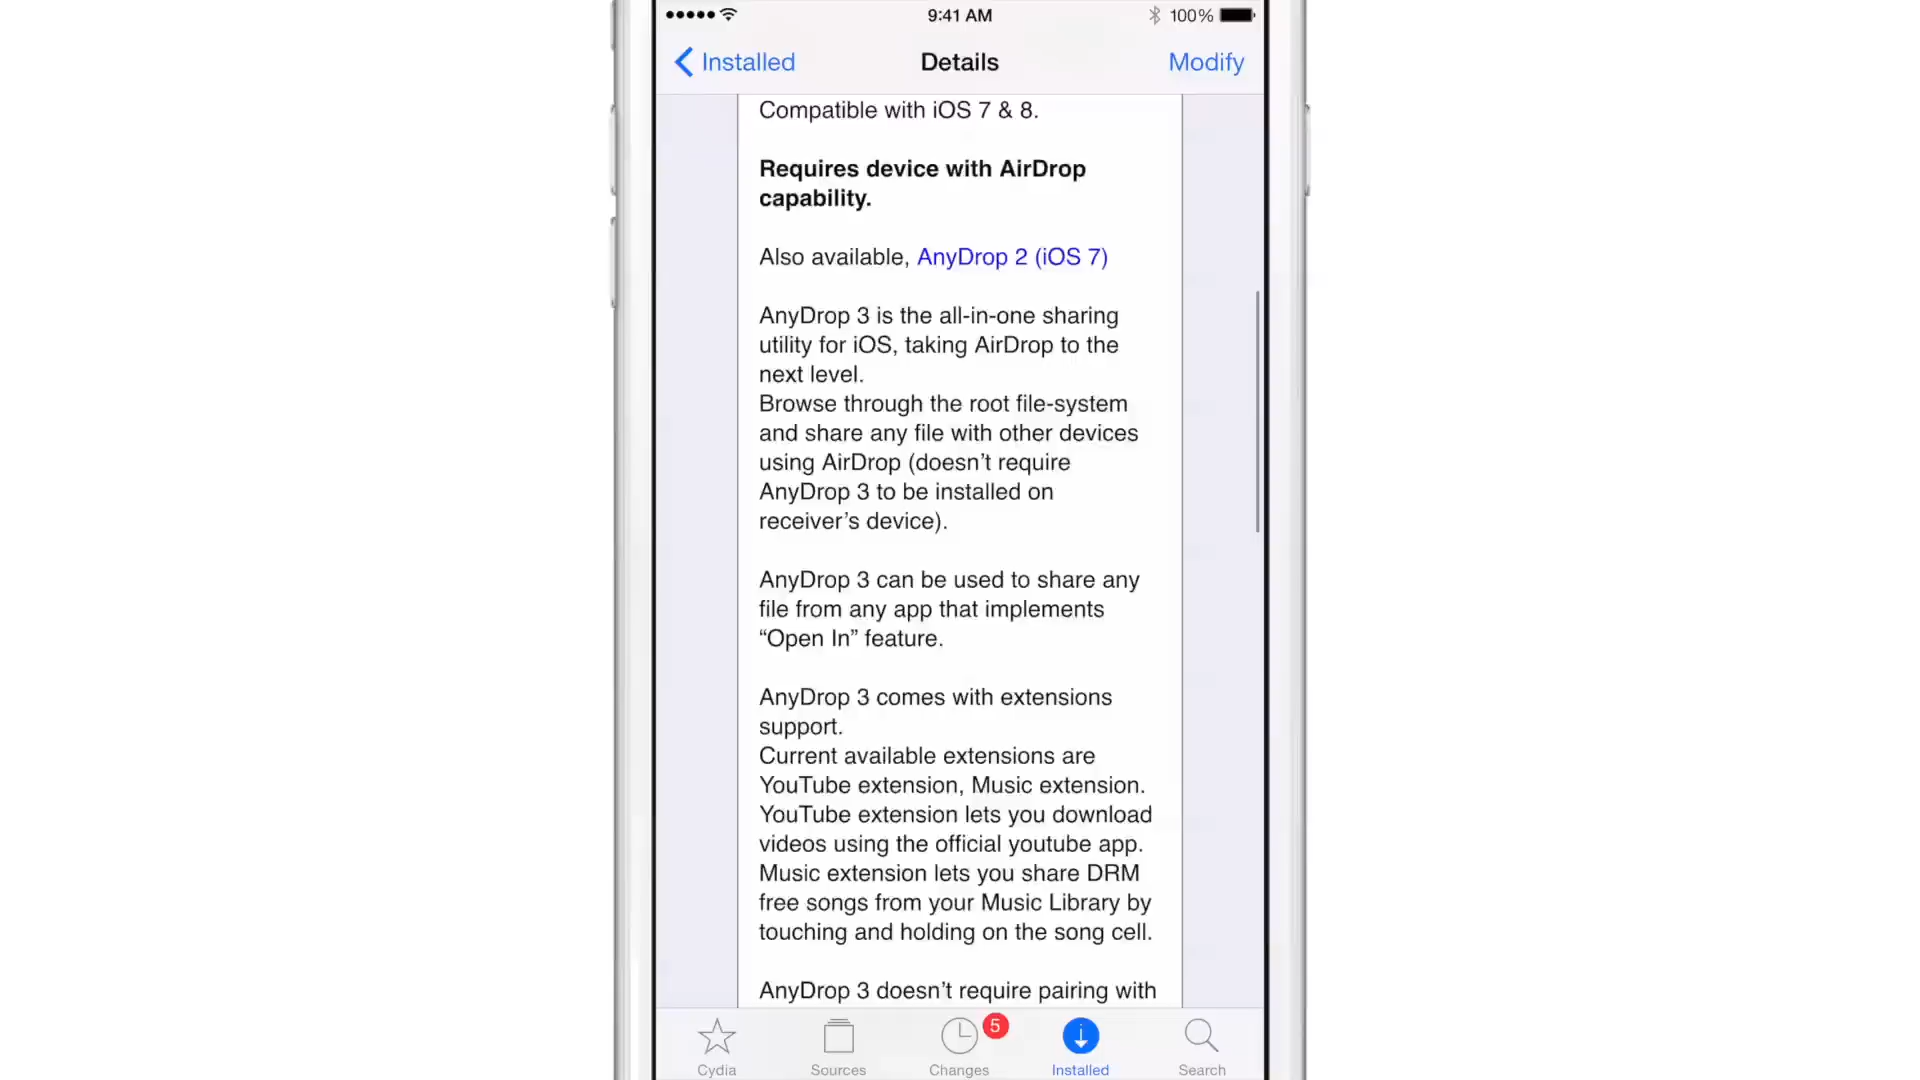 9:41 AM
100%
Installed
Details
Modify
Compatible with iOS 7 & 8.
Requires device with AirDrop
capability.
Also available, AnyDrop 2 (iOS 7)
AnyDrop 3 is the all-in-one sharing
utility for iOS, taking AirDrop to the
next level.
Browse through the root file-system
and share any file with other devices
using AirDrop (doesn’t require
AnyDrop 3 to be installed on
receiver’s device).
AnyDrop 3 can be used to share any
file from any app that implements
“Open In” feature.
AnyDrop 3 comes with extensions
support.
Current available extensions are
YouTube extension, Music extension.
YouTube extension lets you download
videos using the official youtube app.
Music extension lets you share DRM
free songs from your Music Library by
touching and holding on the song cell.
AnyDrop 3 doesn’t require pairing with
5
Cydia
Sources
Changes
Installed
Search